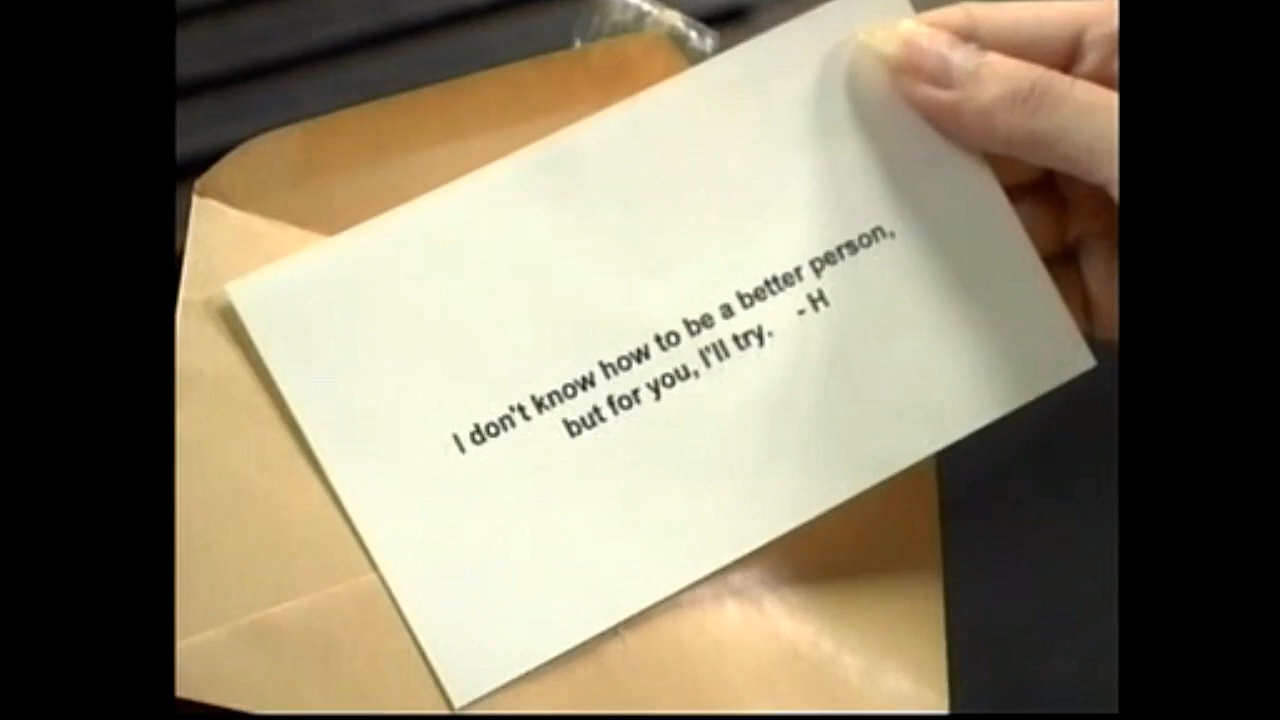 I don't know how to be a better person,
but for you, I'll try. - H